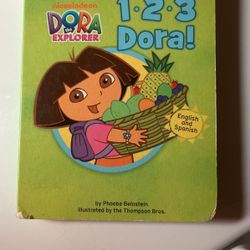 nickelodeon
DORA
the
EXPLORER
1·2·3
Dora!
English
and
Spanish
by Phoebe Beinstein
illustrated by the Thompson Bros.